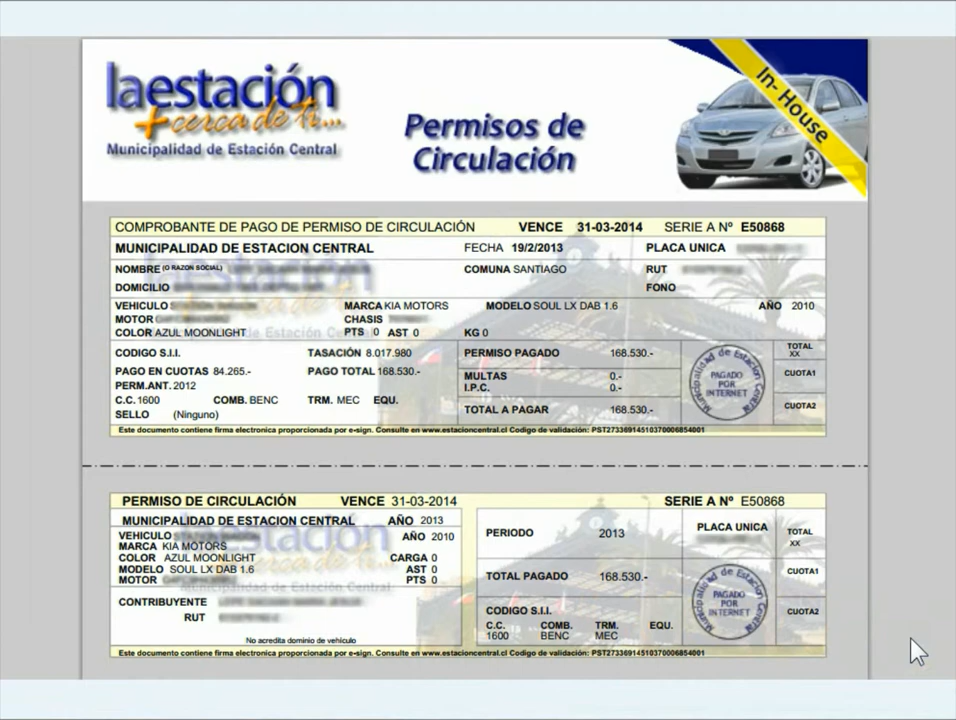 laestación
+cerca de ti...
Municipalidad de Estación Central
Permisos de
Circulación
In- House
COMPROBANTE DE PAGO DE PERMISO DE CIRCULACIÓN VENCE 31-03-2014 SERIE A Nº E50868
MUNICIPALIDAD DE ESTACION CENTRAL FECHA 19/2/2013 PLACA UNICA
NOMBRE (O RAZON SOCIAL) COMUNA SANTIAGO RUT
DOMICILIO FONO
VEHICULO MARCA KIA MOTORS MODELO SOUL LX DAB 1.6 AÑO 2010
MOTOR CHASIS
COLOR AZUL MOONLIGHT PTS 0 AST 0 KG 0
CODIGO S.I.I. TASACIÓN 8.017.980 PERMISO PAGADO 168.530.- TOTAL
XX
PAGO EN CUOTAS 84.265.- PAGO TOTAL 168.530.- MULTAS 0.- CUOTA1
PERM.ANT. 2012 I.P.C. 0.-
C.C. 1600 COMB. BENC TRM. MEC EQU. TOTAL A PAGAR 168.530.- CUOTA2
SELLO (Ninguno)
Municipalidad de Estación Central
PAGADO
POR
INTERNET
Este documento contiene firma electronica proporcionada por e-sign. Consulte en www.estacioncentral.cl Codigo de validación: PST27336914510370006854001
PERMISO DE CIRCULACIÓN VENCE 31-03-2014 SERIE A Nº E50868
MUNICIPALIDAD DE ESTACION CENTRAL AÑO 2013
VEHICULO AÑO 2010
MARCA KIA MOTORS
COLOR AZUL MOONLIGHT CARGA 0
MODELO SOUL LX DAB 1.6 AST 0
MOTOR PTS 0
CONTRIBUYENTE
RUT
No acredita dominio de vehículo
PERIODO 2013 PLACA UNICA TOTAL
XX
TOTAL PAGADO 168.530.- CUOTA1
CODIGO S.I.I. CUOTA2
C.C. COMB. TRM. EQU.
1600 BENC MEC
Municipalidad de Estación Central
PAGADO
POR
INTERNET
Este documento contiene firma electronica proporcionada por e-sign. Consulte en www.estacioncentral.cl Codigo de validación: PST27336914510370006854001